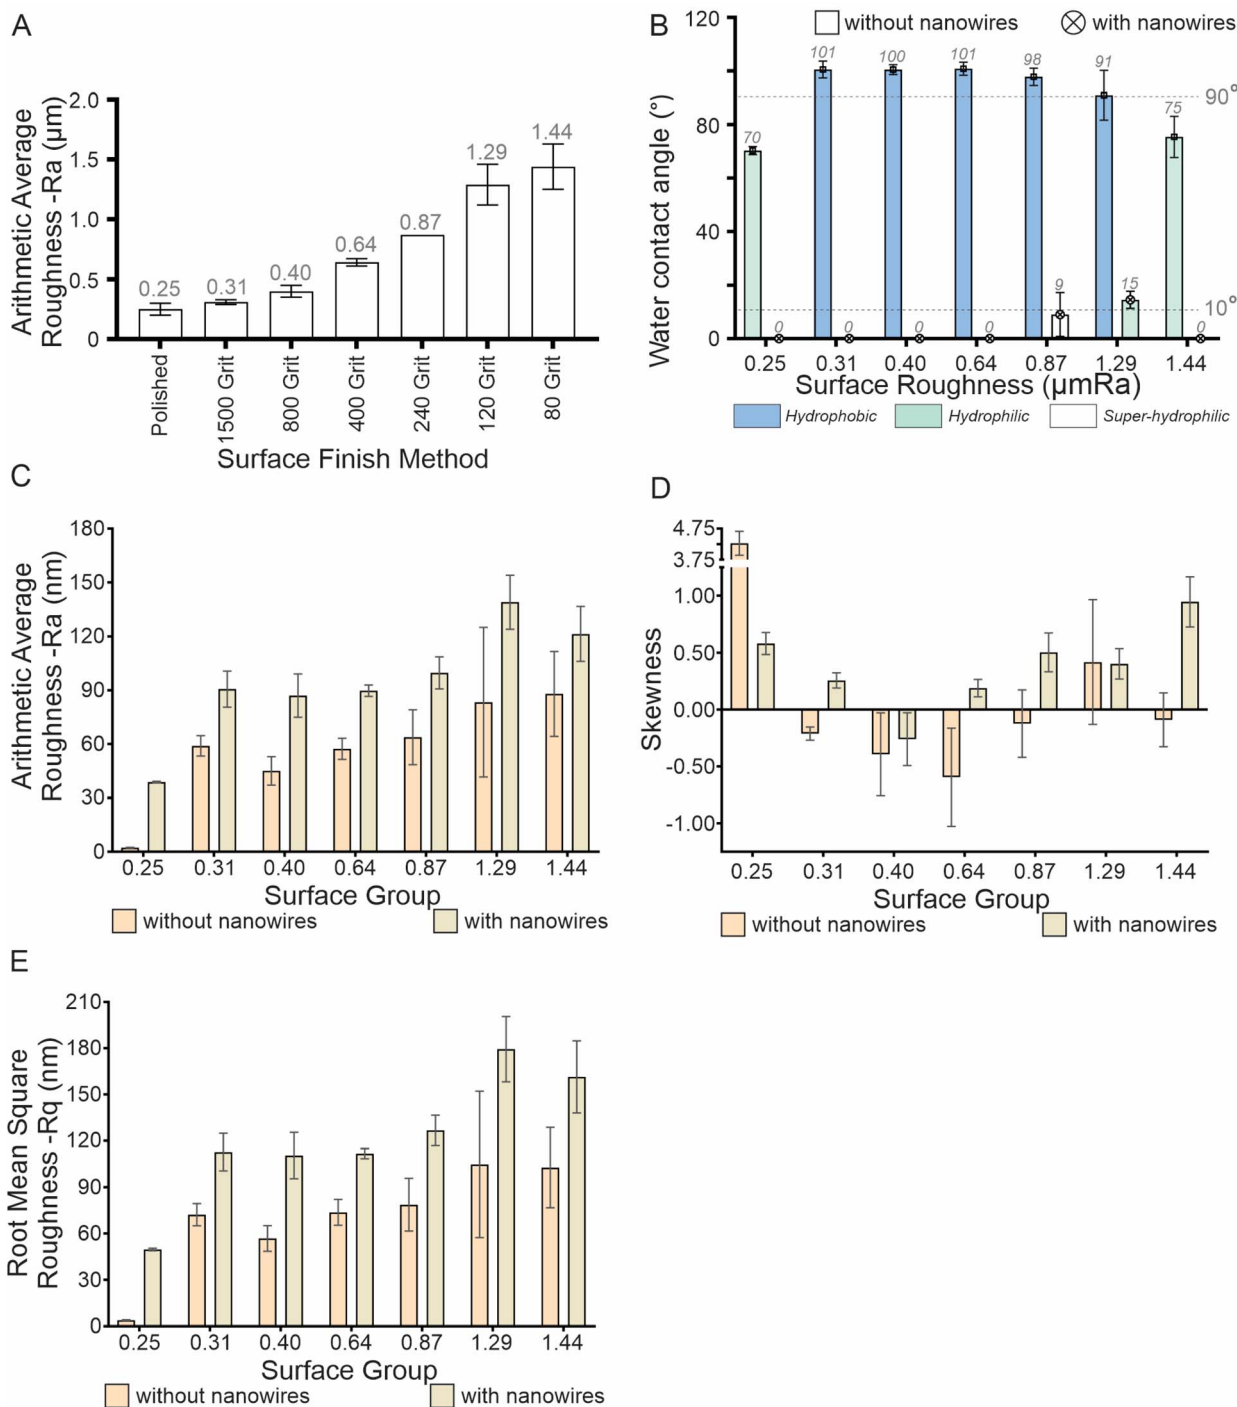 A
Arithmetic Average
Roughness -Ra (µm)
2.0
1.5
1.0
0.5
0
0.25
0.31
0.40
0.64
0.87
1.29
1.44
Polished
1500 Grit
800 Grit
400 Grit
240 Grit
120 Grit
80 Grit
Surface Finish Method
B
without nanowires
with nanowires
Water contact angle (°)
120
80
40
0
70
0
101
0
100
0
101
0
98
9
91
15
75
0
90°
10°
0.25
0.31
0.40
0.64
0.87
1.29
1.44
Surface Roughness (µmRa)
Hydrophobic
Hydrophilic
Super-hydrophilic
C
Arithmetic Average
Roughness -Ra (nm)
180
150
120
90
60
30
0
0.25
0.31
0.40
0.64
0.87
1.29
1.44
Surface Group
without nanowires
with nanowires
D
Skewness
4.75
3.75
1.00
0.50
0.00
-0.50
-1.00
0.25
0.31
0.40
0.64
0.87
1.29
1.44
Surface Group
without nanowires
with nanowires
E
Root Mean Square
Roughness -Rq (nm)
210
180
150
120
90
60
30
0
0.25
0.31
0.40
0.64
0.87
1.29
1.44
Surface Group
without nanowires
with nanowires